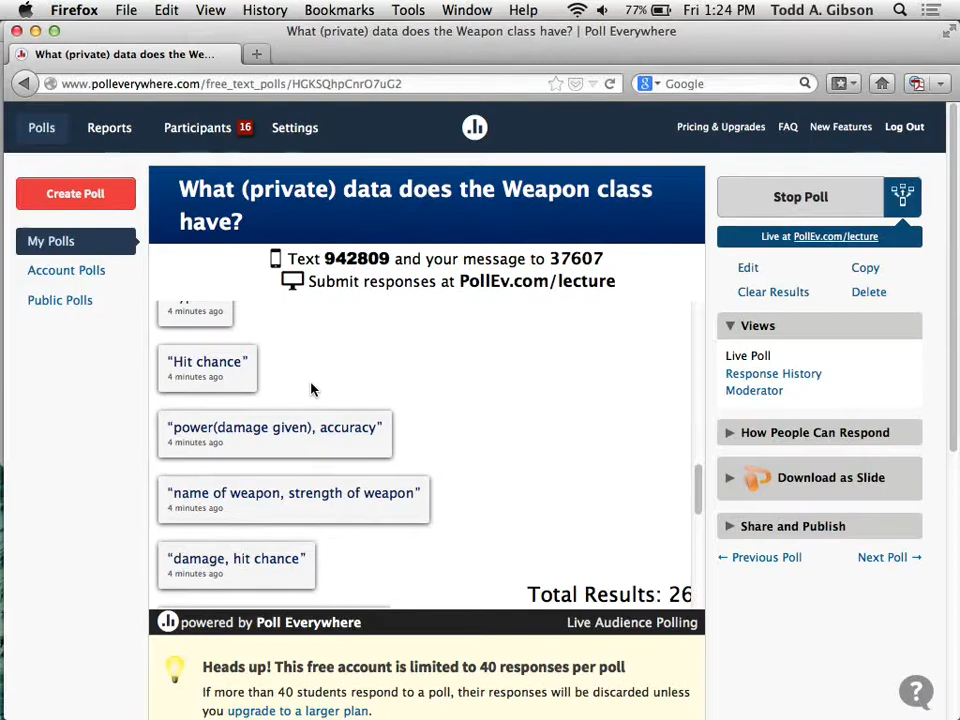 Firefox File Edit View History Bookmarks Tools Window Help 77% Fri 1:24 PM Todd A. Gibson
What (private) data does the Weapon class have? | Poll Everywhere
What (private) data does the We...
www.polleverywhere.com/free_text_polls/HGKSQhpCnrO7uG2 Google
Polls Reports Participants 16 Settings Pricing & Upgrades FAQ New Features Log Out
Create Poll
My Polls
Account Polls
Public Polls
What (private) data does the Weapon class
have?
Text 942809 and your message to 37607
Submit responses at PollEv.com/lecture
4 minutes ago
“Hit chance”
4 minutes ago
“power(damage given), accuracy”
4 minutes ago
“name of weapon, strength of weapon”
4 minutes ago
“damage, hit chance”
4 minutes ago
Total Results: 26
powered by Poll Everywhere Live Audience Polling
Heads up! This free account is limited to 40 responses per poll
If more than 40 students respond to a poll, their responses will be discarded unless
you upgrade to a larger plan.
Stop Poll
Live at PollEv.com/lecture
Edit Copy
Clear Results Delete
Views
Live Poll
Response History
Moderator
How People Can Respond
Download as Slide
Share and Publish
← Previous Poll Next Poll →